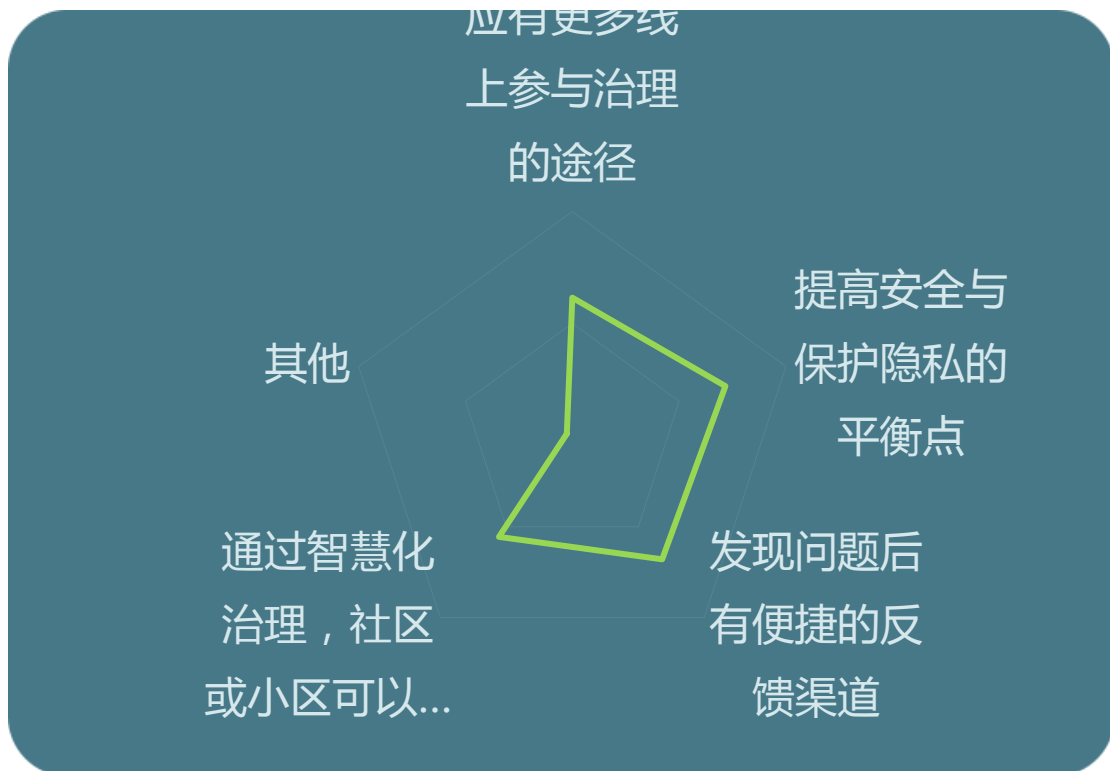 应有更多线
上参与治理
的途径
提高安全与
保护隐私的
平衡点
其他
发现问题后
有便捷的反
馈渠道
通过智慧化
治理，社区
或小区可以...